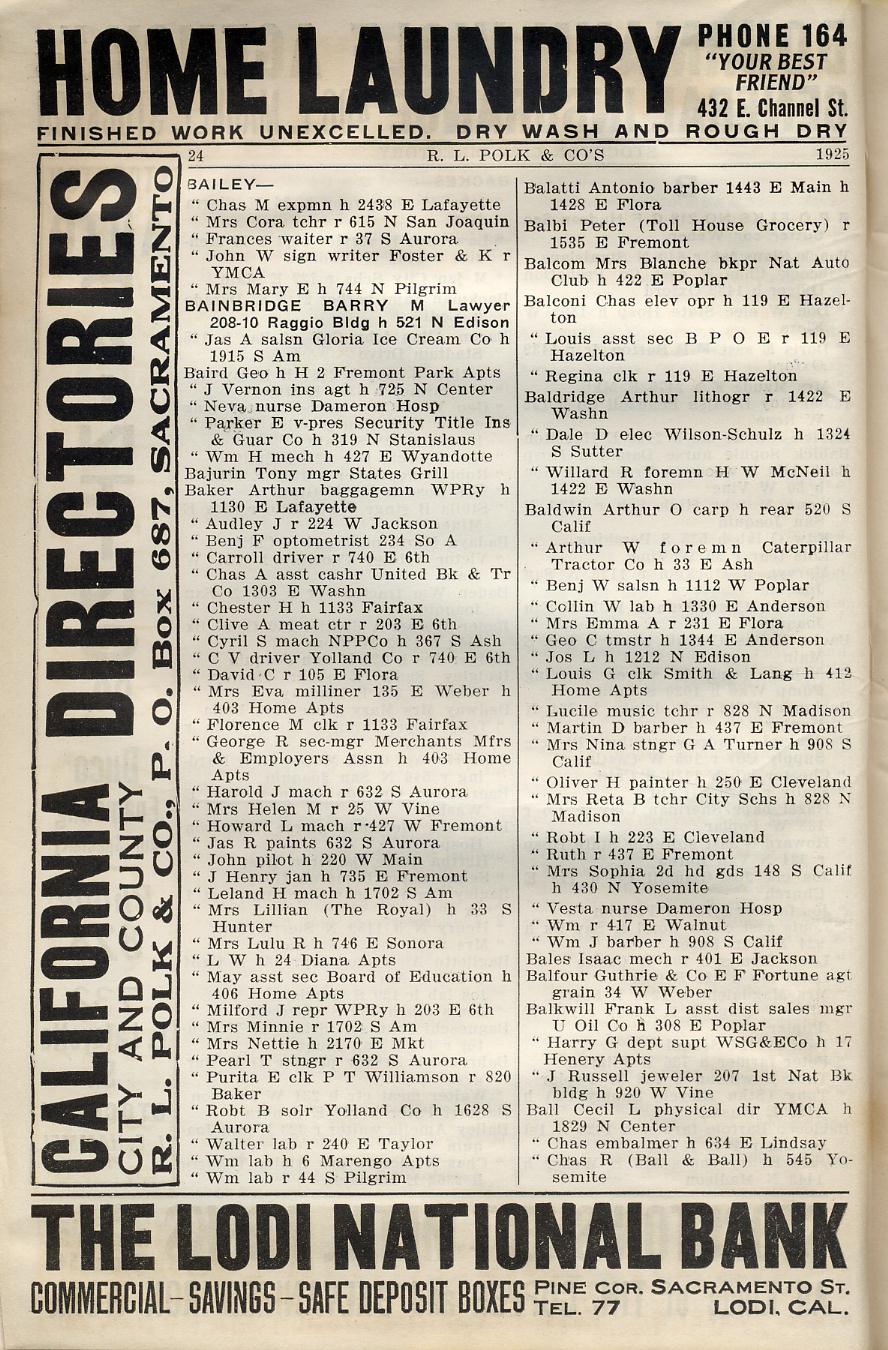 HOME LAUNDRY
PHONE 164
"YOUR BEST
FRIEND"
432 E. Channel St.
FINISHED WORK UNEXCELLED. DRY WASH AND ROUGH DRY
CALIFORNIA DIRECTORIES
CITY AND COUNTY
R. L. POLK & CO., P. O. Box 687, SACRAMENTO
24 R. L. POLK & CO'S 1925
BAILEY—
" Chas M expmn h 2438 E Lafayette
" Mrs Cora tchr r 615 N San Joaquin
" Frances waiter r 37 S Aurora
" John W sign writer Foster & K r
YMCA
" Mrs Mary E h 744 N Pilgrim
BAINBRIDGE BARRY M Lawyer
208-10 Raggio Bldg h 521 N Edison
" Jas A salsn Gloria Ice Cream Co h
1915 S Am
Baird Geo h H 2 Fremont Park Apts
" J Vernon ins agt h 725 N Center
" Neva nurse Dameron Hosp
" Parker E v-pres Security Title Ins
& Guar Co h 319 N Stanislaus
" Wm H mech h 427 E Wyandotte
Bajurin Tony mgr States Grill
Baker Arthur baggagemn WPRy h
1130 E Lafayette
" Audley J r 224 W Jackson
" Benj F optometrist 234 So A
" Carroll driver r 740 E 6th
" Chas A asst cashr United Bk & Tr
Co 1303 E Washn
" Chester H h 1133 Fairfax
" Clive A meat ctr r 203 E 6th
" Cyril S mach NPPCo h 367 S Ash
" C V driver Yolland Co r 740 E 6th
" David C r 105 E Flora
" Mrs Eva milliner 135 E Weber h
403 Home Apts
" Florence M clk r 1133 Fairfax
" George R sec-mgr Merchants Mfrs
& Employers Assn h 403 Home
Apts
" Harold J mach r 632 S Aurora
" Mrs Helen M r 25 W Vine
" Howard L mach r 427 W Fremont
" Jas R paints 632 S Aurora
" John pilot h 220 W Main
" J Henry jan h 735 E Fremont
" Leland H mach h 1702 S Am
" Mrs Lillian (The Royal) h 33 S
Hunter
" Mrs Lulu R h 746 E Sonora
" L W h 24 Diana Apts
" May asst sec Board of Education h
406 Home Apts
" Milford J repr WPRy h 203 E 6th
" Mrs Minnie r 1702 S Am
" Mrs Nettie h 2170 E Mkt
" Pearl T stngr r 632 S Aurora
" Purita E clk P T Williamson r 820
Baker
" Robt B solr Yolland Co h 1628 S
Aurora
" Walter lab r 240 E Taylor
" Wm lab h 6 Marengo Apts
" Wm lab r 44 S Pilgrim
Balatti Antonio barber 1443 E Main h
1428 E Flora
Balbi Peter (Toll House Grocery) r
1535 E Fremont
Balcom Mrs Blanche bkpr Nat Auto
Club h 422 E Poplar
Balconi Chas elev opr h 119 E Hazel-
ton
" Louis asst sec B P O E r 119 E
Hazelton
" Regina clk r 119 E Hazelton
Baldridge Arthur lithogr r 1422 E
Washn
" Dale D elec Wilson-Schulz h 1324
S Sutter
" Willard R foremn H W McNeil h
1422 E Washn
Baldwin Arthur O carp h rear 520 S
Calif
" Arthur W foremn Caterpillar
Tractor Co h 33 E Ash
" Benj W salsn h 1112 W Poplar
" Collin W lab h 1330 E Anderson
" Mrs Emma A r 231 E Flora
" Geo C tmstr h 1344 E Anderson
" Jos L h 1212 N Edison
" Louis G clk Smith & Lang h 412
Home Apts
" Lucile music tchr r 828 N Madison
" Martin D barber h 437 E Fremont
" Mrs Nina stngr G A Turner h 908 S
Calif
" Oliver H painter h 250 E Cleveland
" Mrs Reta B tchr City Schs h 828 N
Madison
" Robt I h 223 E Cleveland
" Ruth r 437 E Fremont
" Mrs Sophia 2d hd gds 148 S Calif
h 430 N Yosemite
" Vesta nurse Dameron Hosp
" Wm r 417 E Walnut
" Wm J barber h 908 S Calif
Bales Isaac mech r 401 E Jackson
Balfour Guthrie & Co E F Fortune agt
grain 34 W Weber
Balkwill Frank L asst dist sales mgr
U Oil Co h 308 E Poplar
" Harry G dept supt WSG&ECo h 17
Henery Apts
" J Russell jeweler 207 1st Nat Bk
bldg h 920 W Vine
Ball Cecil L physical dir YMCA h
1829 N Center
" Chas embalmer h 634 E Lindsay
" Chas R (Ball & Ball) h 545 Yo-
semite
THE LODI NATIONAL BANK
COMMERCIAL-SAVINGS-SAFE DEPOSIT BOXES
PINE COR. SACRAMENTO ST.
TEL. 77 LODI, CAL.